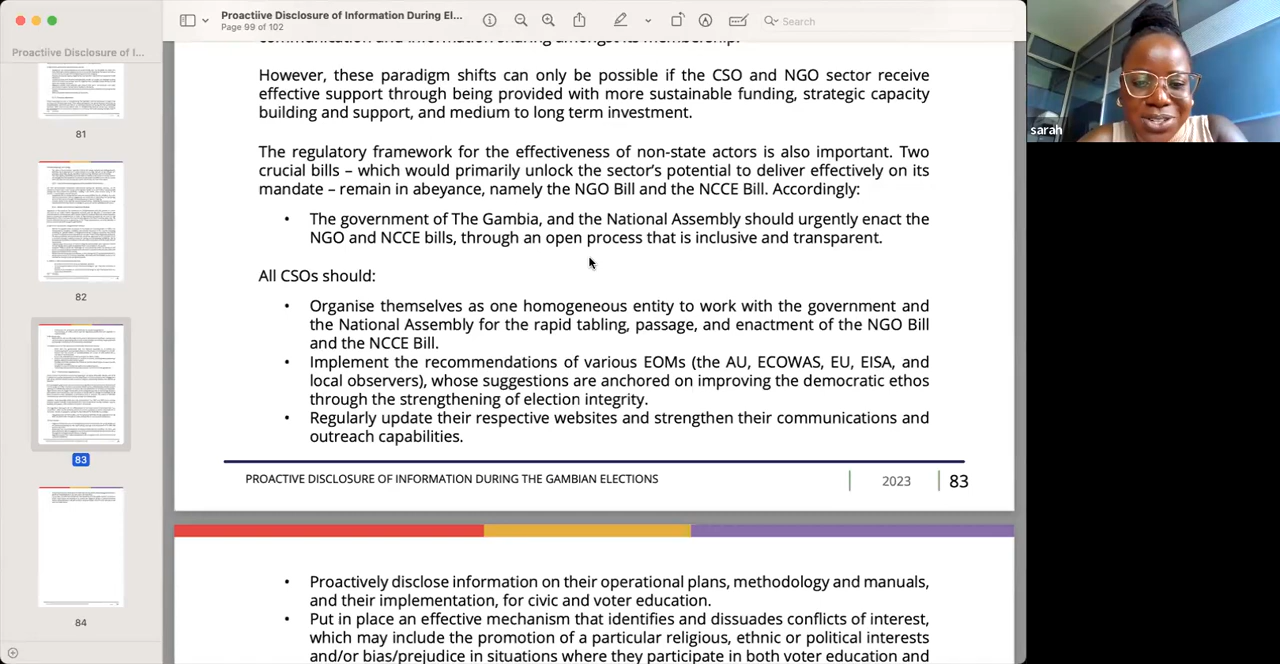 Proactiive Disclosure of Information During El...
Page 99 of 102
Search
Proactiive Disclosure of I...
81
82
83
84
However, these paradigm shifts can only be possible if the CSO and NGO sector receive
effective support through being provided with more sustainable funding, strategic capacity
building and support, and medium to long term investment.
The regulatory framework for the effectiveness of non-state actors is also important. Two
crucial bills – which would primarily unlock the sector's potential to deliver effectively on its
mandate – remain in abeyance, namely the NGO Bill and the NCCE Bill. Accordingly:
• The government of The Gambia and the National Assembly should urgently enact the
NGO and NCCE bills, through an open process that is inclusive and transparent.
All CSOs should:
• Organise themselves as one homogeneous entity to work with the government and
the National Assembly for the rapid tabling, passage, and enactment of the NGO Bill
and the NCCE Bill.
• Implement the recommendations of various EOMs (the AU, ECOWAS, EU, EISA, and
local observers), whose suggestions are anchored on improving the democratic ethos
through the strengthening of election integrity.
• Regularly update their respective websites and strengthen their communications and
outreach capabilities.
PROACTIVE DISCLOSURE OF INFORMATION DURING THE GAMBIAN ELECTIONS
2023
83
• Proactively disclose information on their operational plans, methodology and manuals,
and their implementation, for civic and voter education.
• Put in place an effective mechanism that identifies and dissuades conflicts of interest,
which may include the promotion of a particular religious, ethnic or political interests
and/or bias/prejudice in situations where they participate in both voter education and
sarah